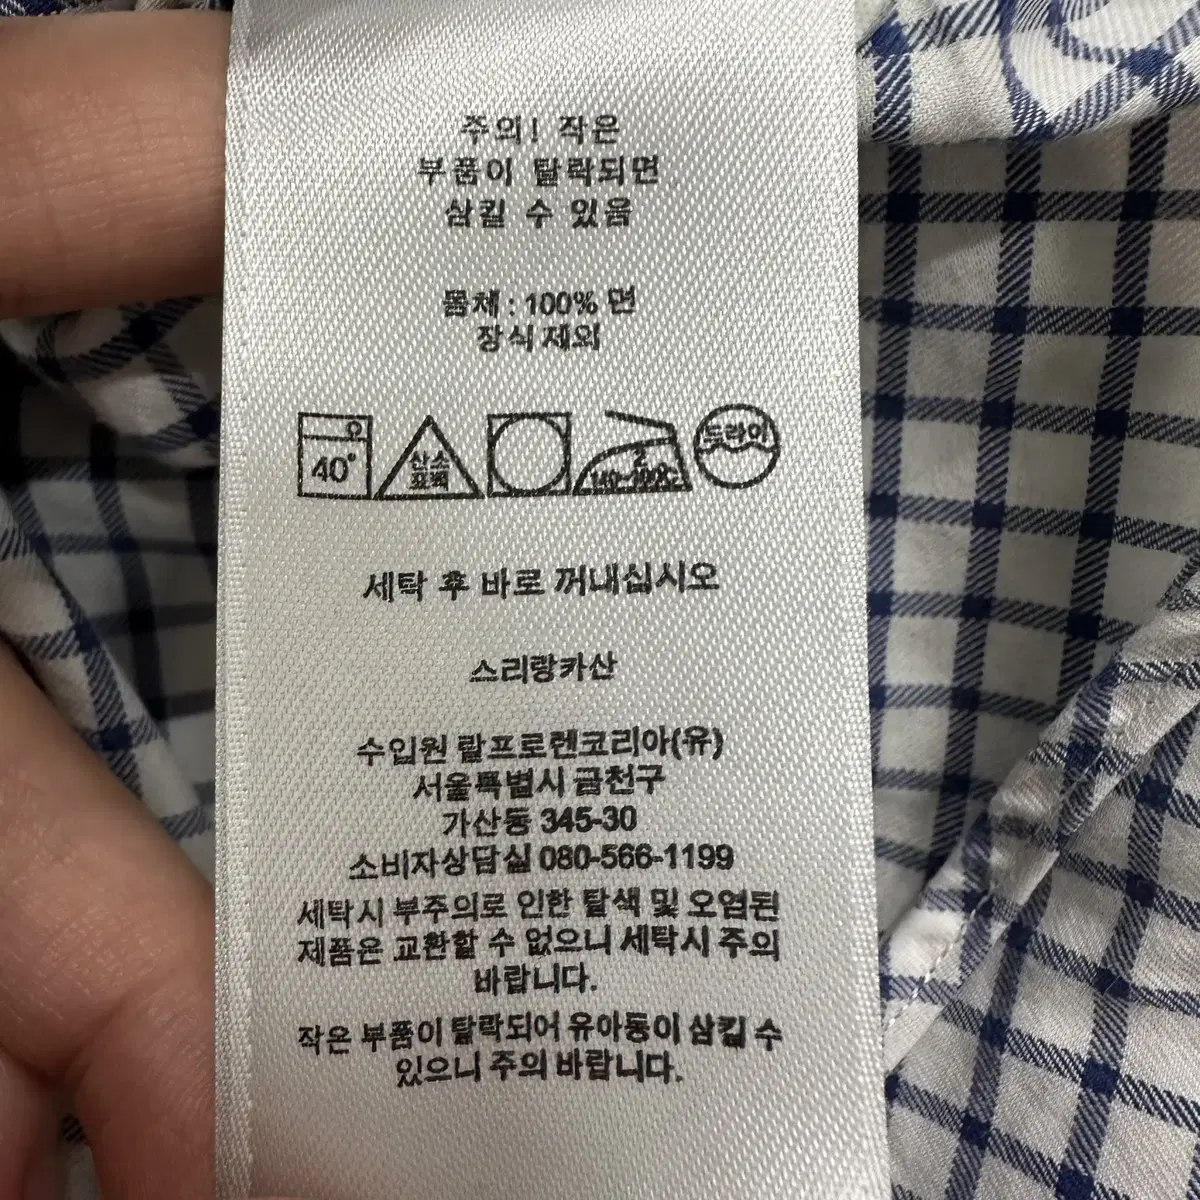 주의! 작은
부품이 탈락되면
삼킬 수 있음
몸체 : 100% 면
장식 제외
40°
산소
표백
2
140~160℃
드라이
세탁 후 바로 꺼내십시오
스리랑카산
수입원 랄프로렌코리아(유)
서울특별시 금천구
가산동 345-30
소비자상담실 080-566-1199
세탁시 부주의로 인한 탈색 및 오염된
제품은 교환할 수 없으니 세탁시 주의
바랍니다.
작은 부품이 탈락되어 유아동이 삼킬 수
있으니 주의 바랍니다.